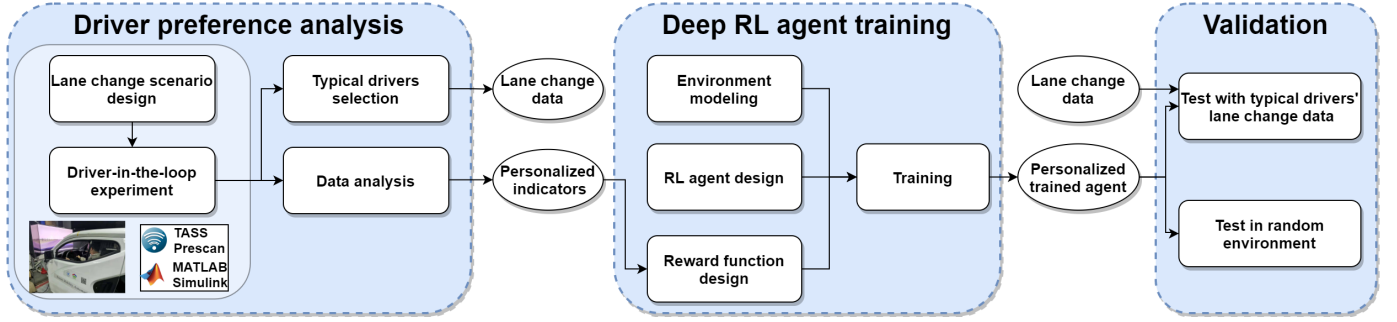 Driver preference analysis
Lane change scenario
design
Driver-in-the-loop
experiment
TASS
Prescan
MATLAB
Simulink
Typical drivers
selection
Data analysis
Lane change
data
Personalized
indicators
Deep RL agent training
Environment
modeling
RL agent design
Reward function
design
Training
Lane change
data
Personalized
trained agent
Validation
Test with typical drivers'
lane change data
Test in random
environment